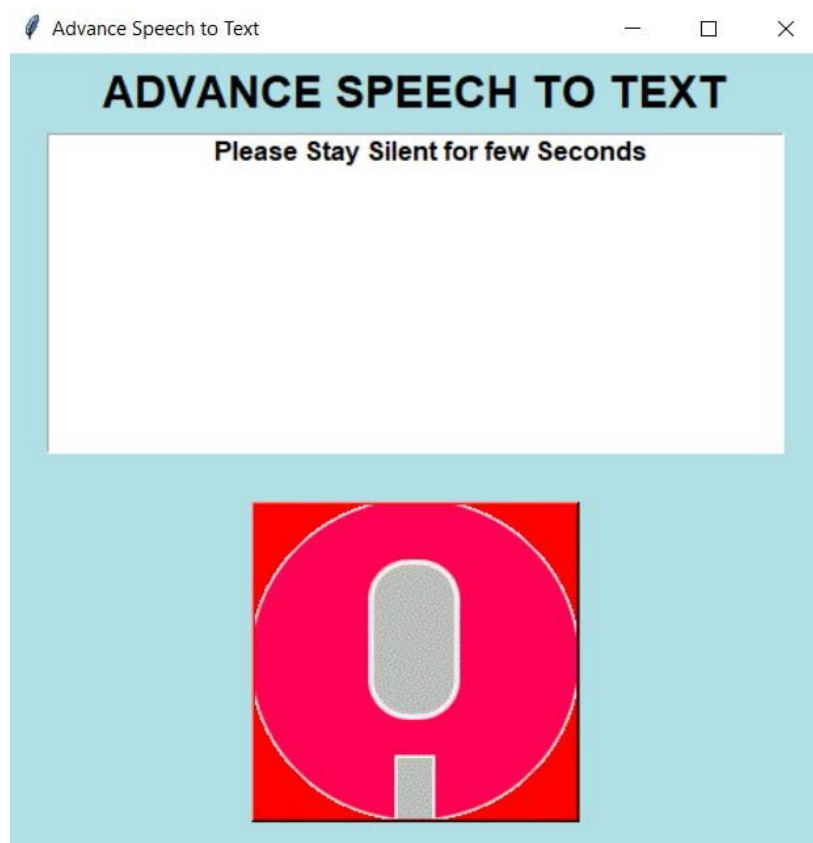 Advance Speech to Text
ADVANCE SPEECH TO TEXT
Please Stay Silent for few Seconds